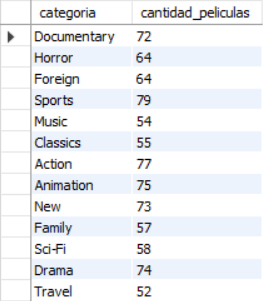 categoria cantidad_peliculas
Documentary 72
Horror 64
Foreign 64
Sports 79
Music 54
Classics 55
Action 77
Animation 75
New 73
Family 57
Sci-Fi 58
Drama 74
Travel 52